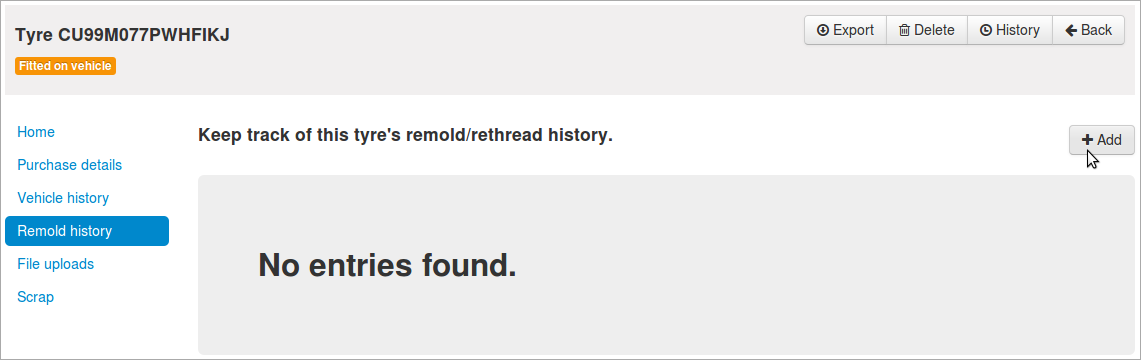 Tyre CU99M077PWHFIKJ
Export Delete History Back
Fitted on vehicle
Home
Purchase details
Vehicle history
Remold history
File uploads
Scrap
Keep track of this tyre's remold/rethread history.
Add
No entries found.